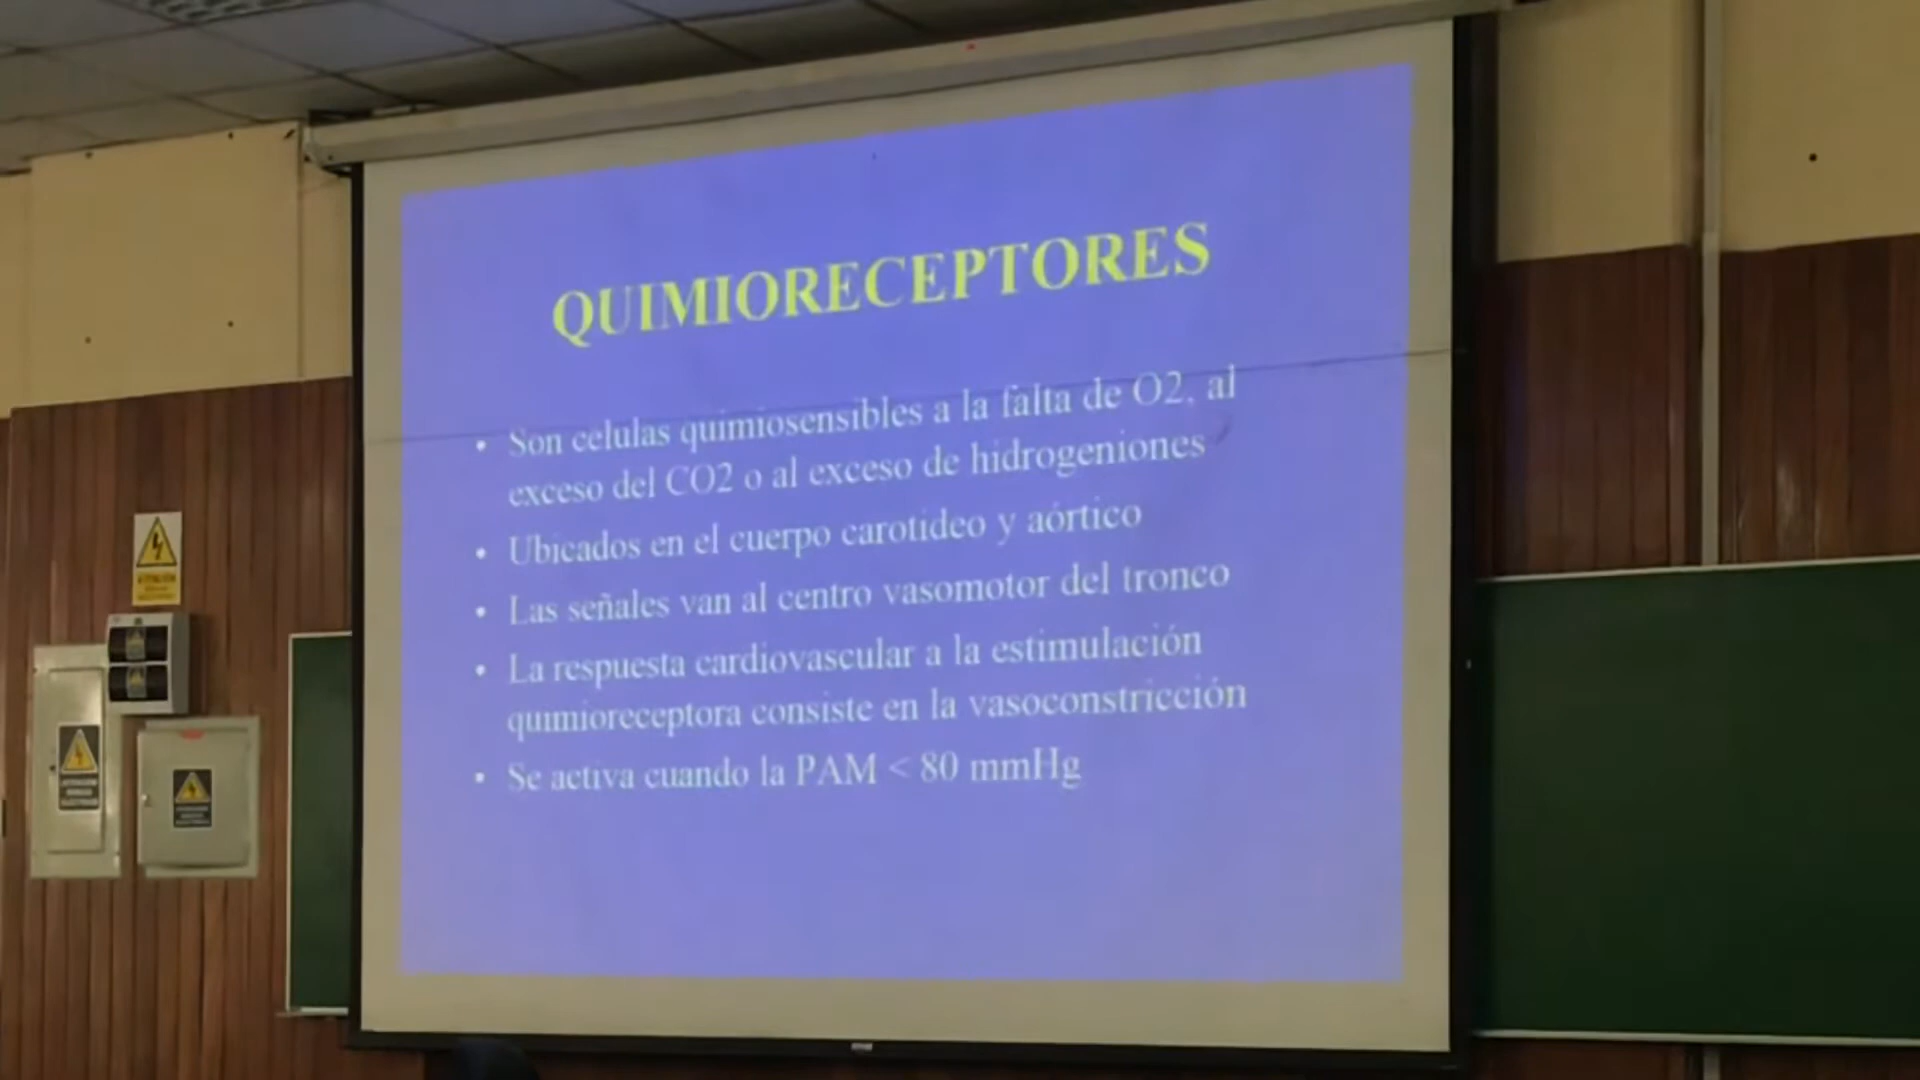 QUIMIORECEPTORES
• Son celulas quimiosensibles a la falta de O2, al
exceso del CO2 o al exceso de hidrogeniones
• Ubicados en el cuerpo carotideo y aórtico
• Las señales van al centro vasomotor del tronco
• La respuesta cardiovascular a la estimulación
quimioreceptora consiste en la vasoconstricción
• Se activa cuando la PAM < 80 mmHg